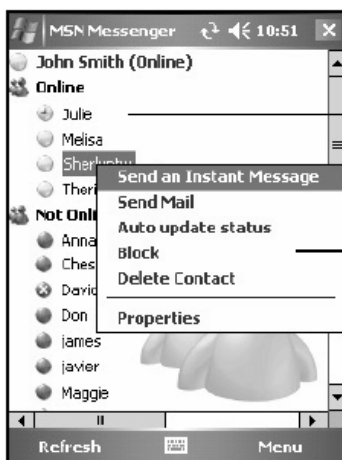 MSN Messenger 10:51
John Smith (Online)
Online
Julie
Melisa
Send an Instant Message
Send Mail
Auto update status
Block
Delete Contact
Properties
Not Onli
Anna
Ches
David
Don
james
javier
Maggie
Refresh Menu